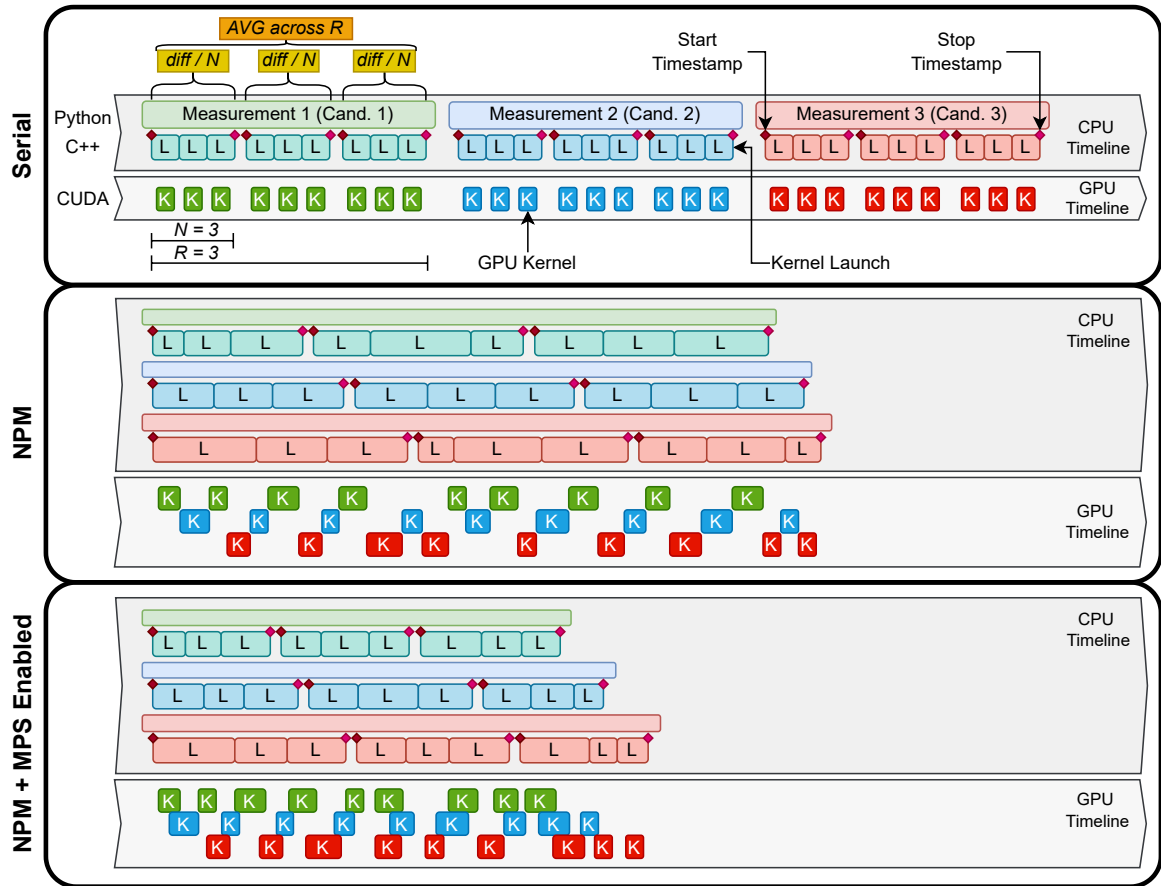 AVG across R
diff / N diff / N diff / N
Start Timestamp
Stop Timestamp
Serial
Python
C++
Measurement 1 (Cand. 1) Measurement 2 (Cand. 2) Measurement 3 (Cand. 3)
L L L L L L L L L L L L L L L L L L L L L L L L L L L
CPU Timeline
CUDA
K K K K K K K K K K K K K K K K K K K K K K K K K K K
GPU Timeline
N = 3
R = 3
GPU Kernel
Kernel Launch
NPM
CPU Timeline
L L L L L L L L L
L L L L L L L L L
L L L L L L L L L
GPU Timeline
K K K K K K K K K
K K K K K K K K K
K K K K K K K K K
NPM + MPS Enabled
CPU Timeline
L L L L L L L L L
L L L L L L L L L
L L L L L L L L L
GPU Timeline
K K K K K K K K K
K K K K K K K K K
K K K K K K K K K